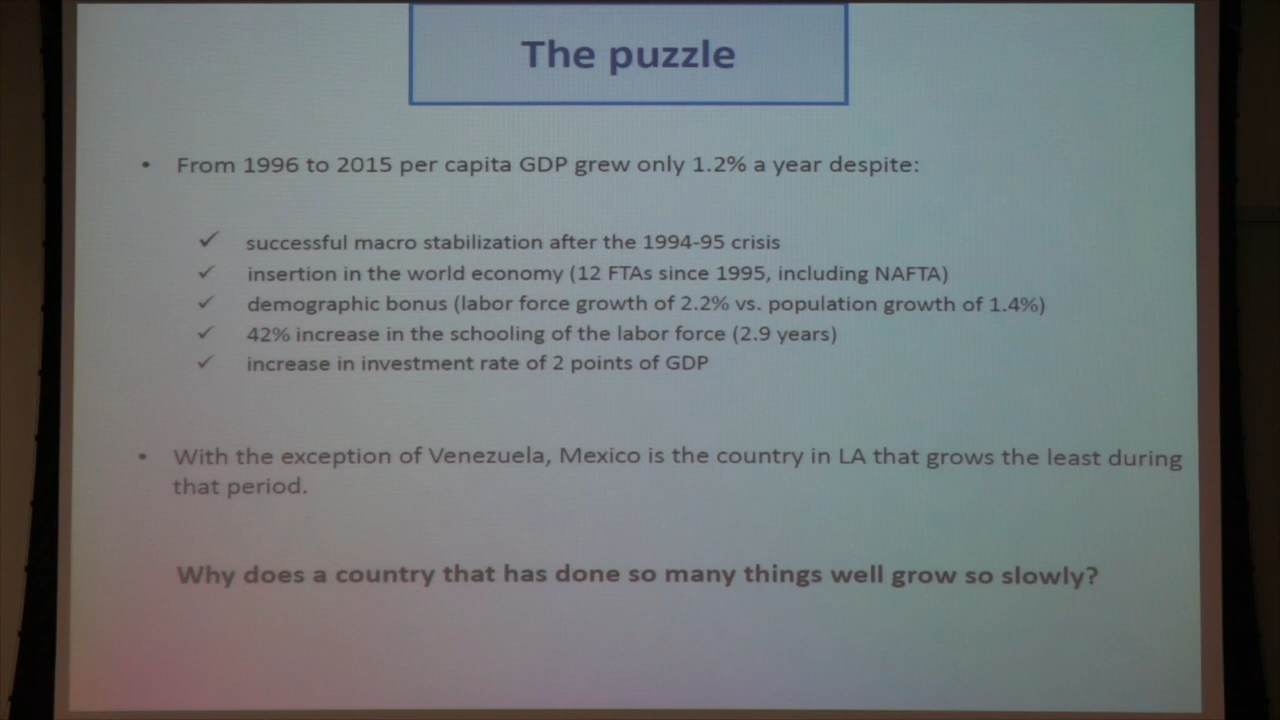 The puzzle
• From 1996 to 2015 per capita GDP grew only 1.2% a year despite:
✓ successful macro stabilization after the 1994-95 crisis
✓ insertion in the world economy (12 FTAs since 1995, including NAFTA)
✓ demographic bonus (labor force growth of 2.2% vs. population growth of 1.4%)
✓ 42% increase in the schooling of the labor force (2.9 years)
✓ increase in investment rate of 2 points of GDP
• With the exception of Venezuela, Mexico is the country in LA that grows the least during
that period.
Why does a country that has done so many things well grow so slowly?